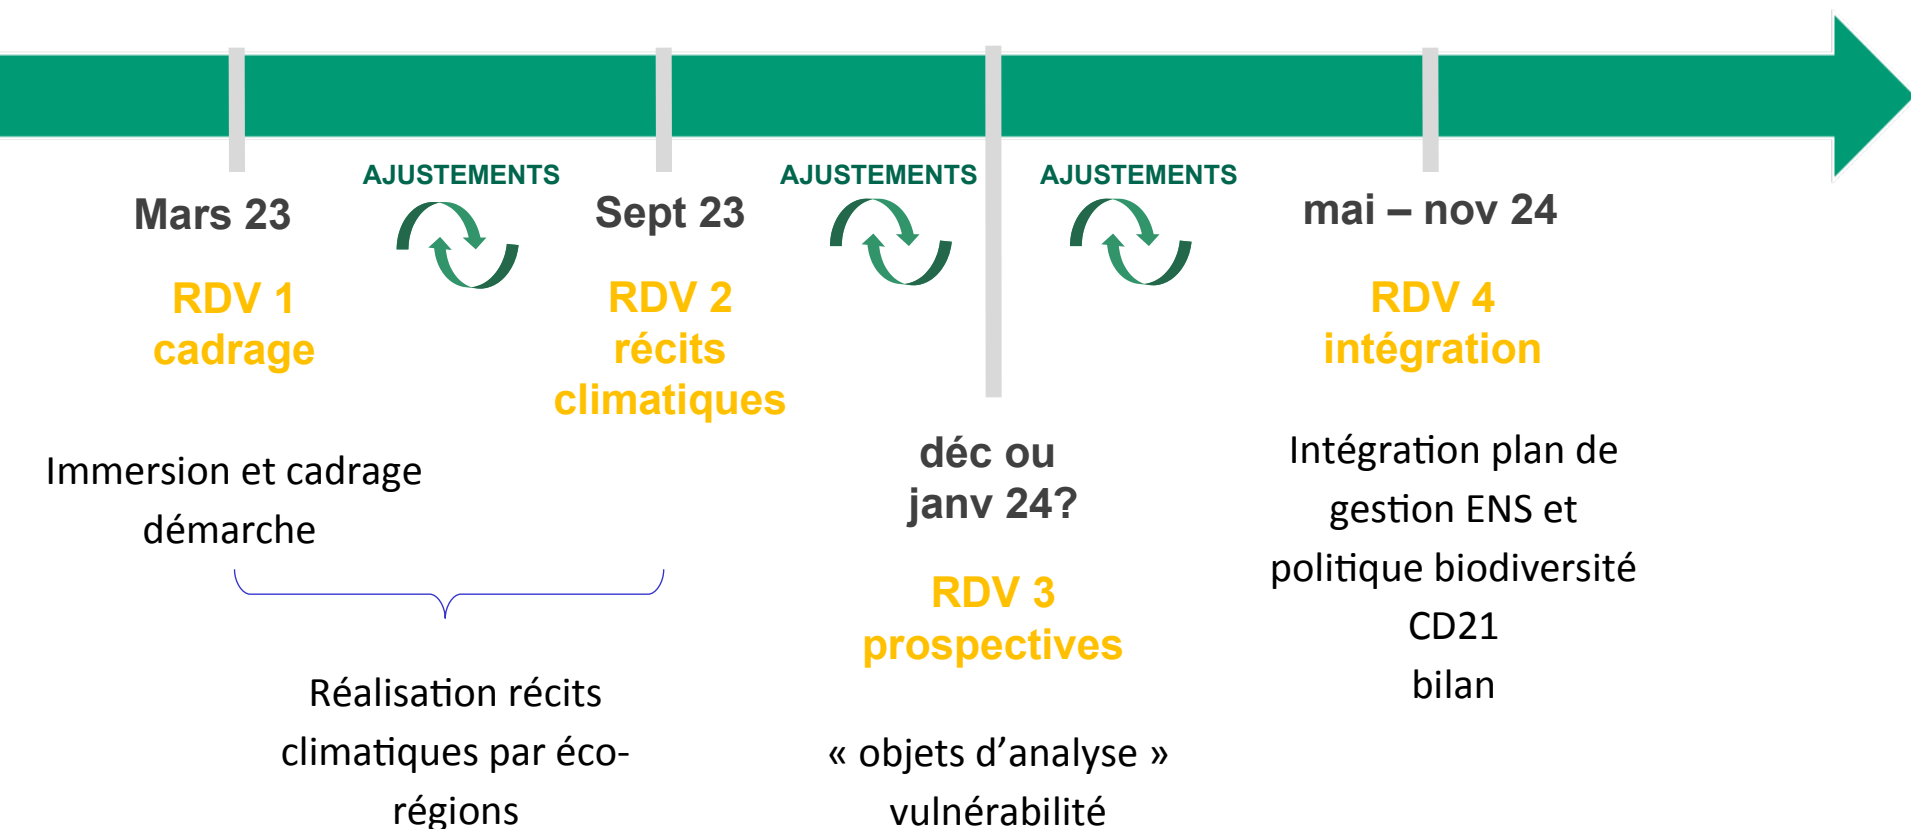 AJUSTEMENTS
AJUSTEMENTS
AJUSTEMENTS
Mars 23
RDV 1
cadrage
Immersion et cadrage
démarche
Sept 23
RDV 2
récits
climatiques
Réalisation récits
climatiques par éco-
régions
déc ou
janv 24?
RDV 3
prospectives
« objets d’analyse »
vulnérabilité
mai – nov 24
RDV 4
intégration
Intégration plan de
gestion ENS et
politique biodiversité
CD21
bilan